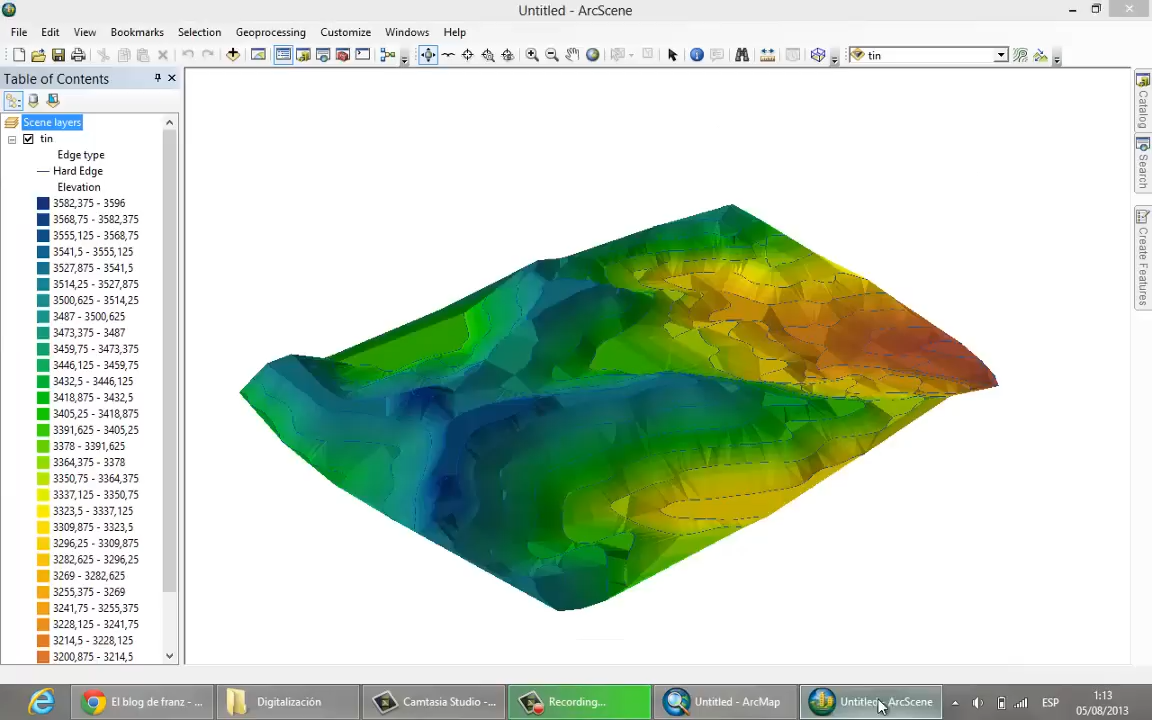 Untitled - ArcScene
File Edit View Bookmarks Selection Geoprocessing Customize Windows Help
tin
Table of Contents
Scene layers
tin
Edge type
Hard Edge
Elevation
3582,375 - 3596
3568,75 - 3582,375
3555,125 - 3568,75
3541,5 - 3555,125
3527,875 - 3541,5
3514,25 - 3527,875
3500,625 - 3514,25
3487 - 3500,625
3473,375 - 3487
3459,75 - 3473,375
3446,125 - 3459,75
3432,5 - 3446,125
3418,875 - 3432,5
3405,25 - 3418,875
3391,625 - 3405,25
3378 - 3391,625
3364,375 - 3378
3350,75 - 3364,375
3337,125 - 3350,75
3323,5 - 3337,125
3309,875 - 3323,5
3296,25 - 3309,875
3282,625 - 3296,25
3269 - 3282,625
3255,375 - 3269
3241,75 - 3255,375
3228,125 - 3241,75
3214,5 - 3228,125
3200,875 - 3214,5
Catalog
Search
Create Features
El blog de franz - ...
Digitalización
Camtasia Studio -...
Recording...
Untitled - ArcMap
Untitled - ArcScene
ESP
1:13
05/08/2013